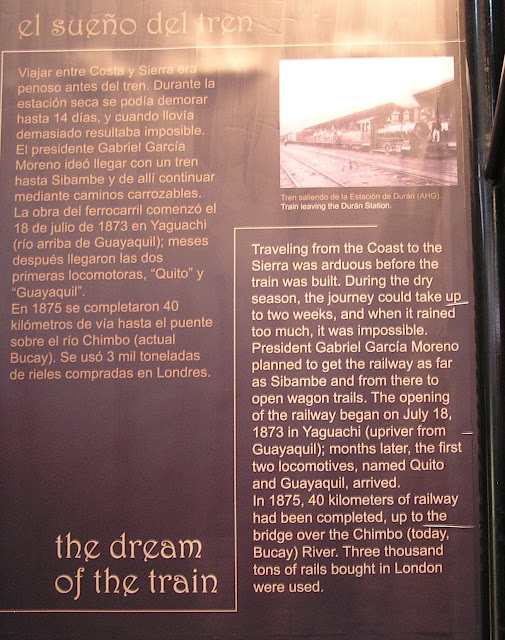 el sueño del tren
Viajar entre Costa y Sierra era
penoso antes del tren. Durante la
estación seca se podía demorar
hasta 14 días, y cuando llovía
demasiado resultaba imposible.
El presidente Gabriel García
Moreno ideó llegar con un tren
hasta Sibambe y de allí continuar
mediante caminos carrozables.
La obra del ferrocarril comenzó el
18 de julio de 1873 en Yaguachi
(río arriba de Guayaquil); meses
después llegaron las dos
primeras locomotoras, “Quito” y
“Guayaquil”.
En 1875 se completaron 40
kilómetros de vía hasta el puente
sobre el río Chimbo (actual
Bucay). Se usó 3 mil toneladas
de rieles compradas en Londres.
Tren saliendo de la Estación de Durán (AHG).
Train leaving the Durán Station.
Traveling from the Coast to the
Sierra was arduous before the
train was built. During the dry
season, the journey could take up
to two weeks, and when it rained
too much, it was impossible.
President Gabriel García Moreno
planned to get the railway as far
as Sibambe and from there to
open wagon trails. The opening
of the railway began on July 18,
1873 in Yaguachi (upriver from
Guayaquil); months later, the first
two locomotives, named Quito
and Guayaquil, arrived.
In 1875, 40 kilometers of railway
had been completed, up to the
bridge over the Chimbo (today,
Bucay) River. Three thousand
tons of rails bought in London
were used.
the dream
of the train